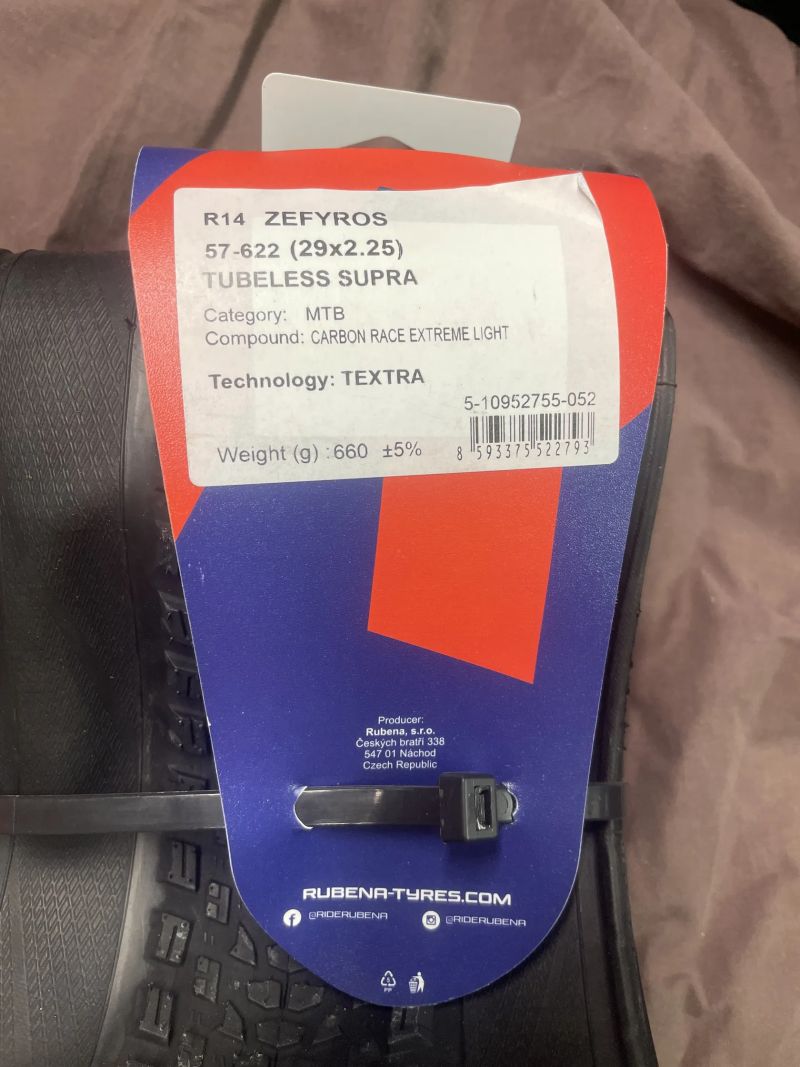 R14 ZEFYROS
57-622 (29x2.25)
TUBELESS SUPRA
Category: MTB
Compound: CARBON RACE EXTREME LIGHT
Technology: TEXTRA
5-10952755-052
Weight (g) : 660 ±5%
8 593375 522793
Producer:
Rubena, s.r.o.
Českých bratří 338
547 01 Náchod
Czech Republic
RUBENA-TYRES.COM
@RIDERUBENA @RIDERUBENA
5
PP